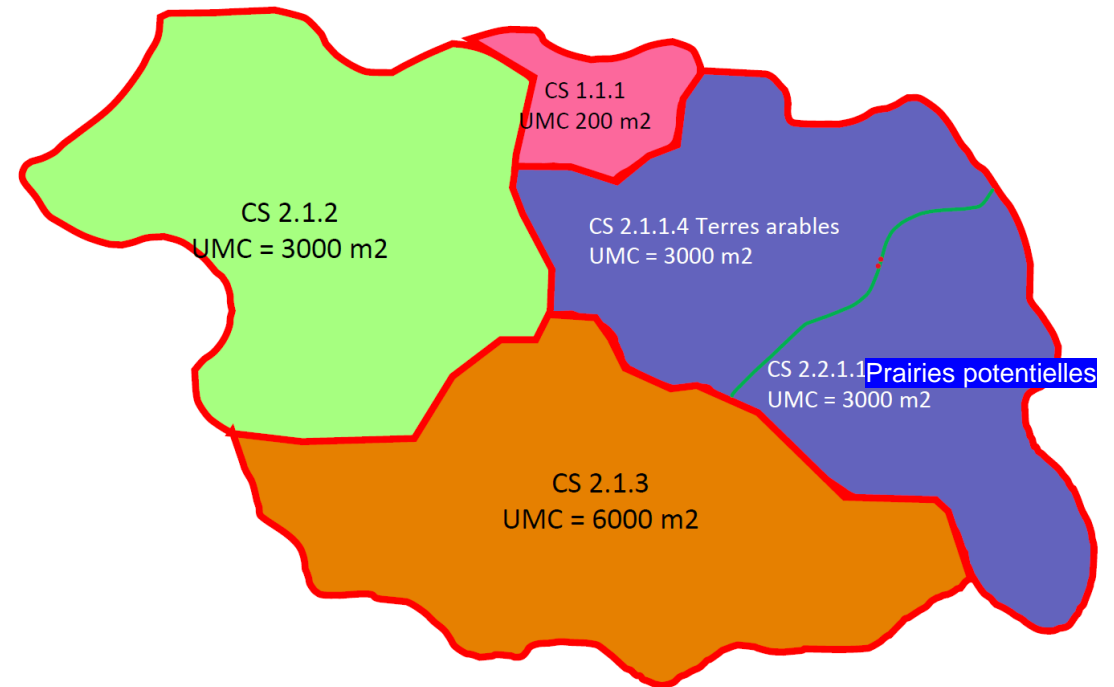 CS 1.1.1
UMC 200 m2
CS 2.1.2
UMC = 3000 m2
CS 2.1.1.4 Terres arables
UMC = 3000 m2
CS 2.2.1.1 Prairies potentielles
UMC = 3000 m2
CS 2.1.3
UMC = 6000 m2